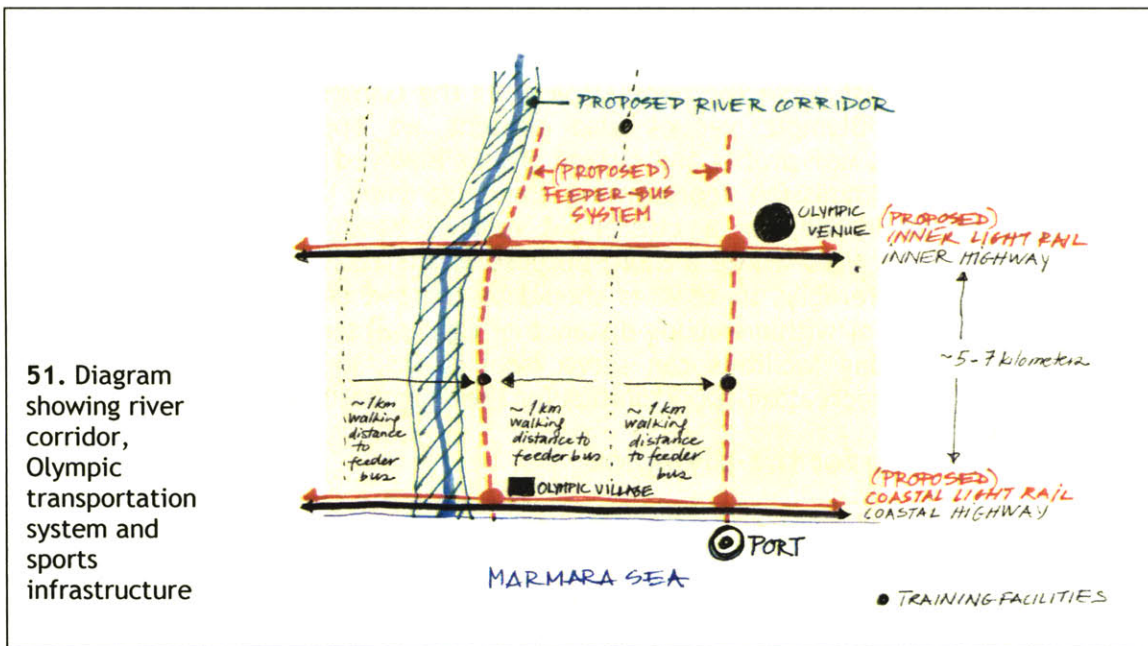 PROPOSED RIVER CORRIDOR
(PROPOSED)
FEEDER-BUS
SYSTEM
OLYMPIC
VENUE
(PROPOSED)
INNER LIGHT RAIL
INNER HIGHWAY
~5-7 kilometers
51. Diagram
showing river
corridor,
Olympic
transportation
system and
sports
infrastructure
~1km
walking
distance
to
feeder
bus
~1km
walking
distance to
feeder bus
~1km
walking
distance
to feeder
bus
OLYMPIC VILLAGE
(PROPOSED)
COASTAL LIGHT RAIL
COASTAL HIGHWAY
PORT
MARMARA SEA
TRAINING FACILITIES